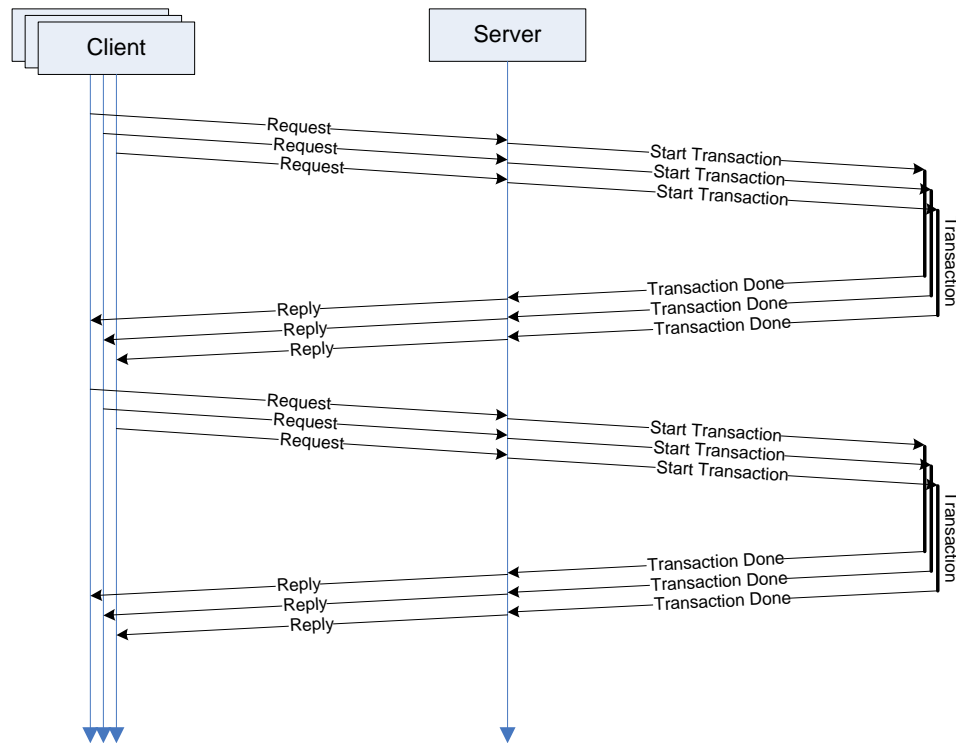 Client
Server
Request
Request
Request
Start Transaction
Start Transaction
Start Transaction
Transaction
Transaction Done
Transaction Done
Transaction Done
Reply
Reply
Reply
Request
Request
Request
Start Transaction
Start Transaction
Start Transaction
Transaction
Transaction Done
Transaction Done
Transaction Done
Reply
Reply
Reply